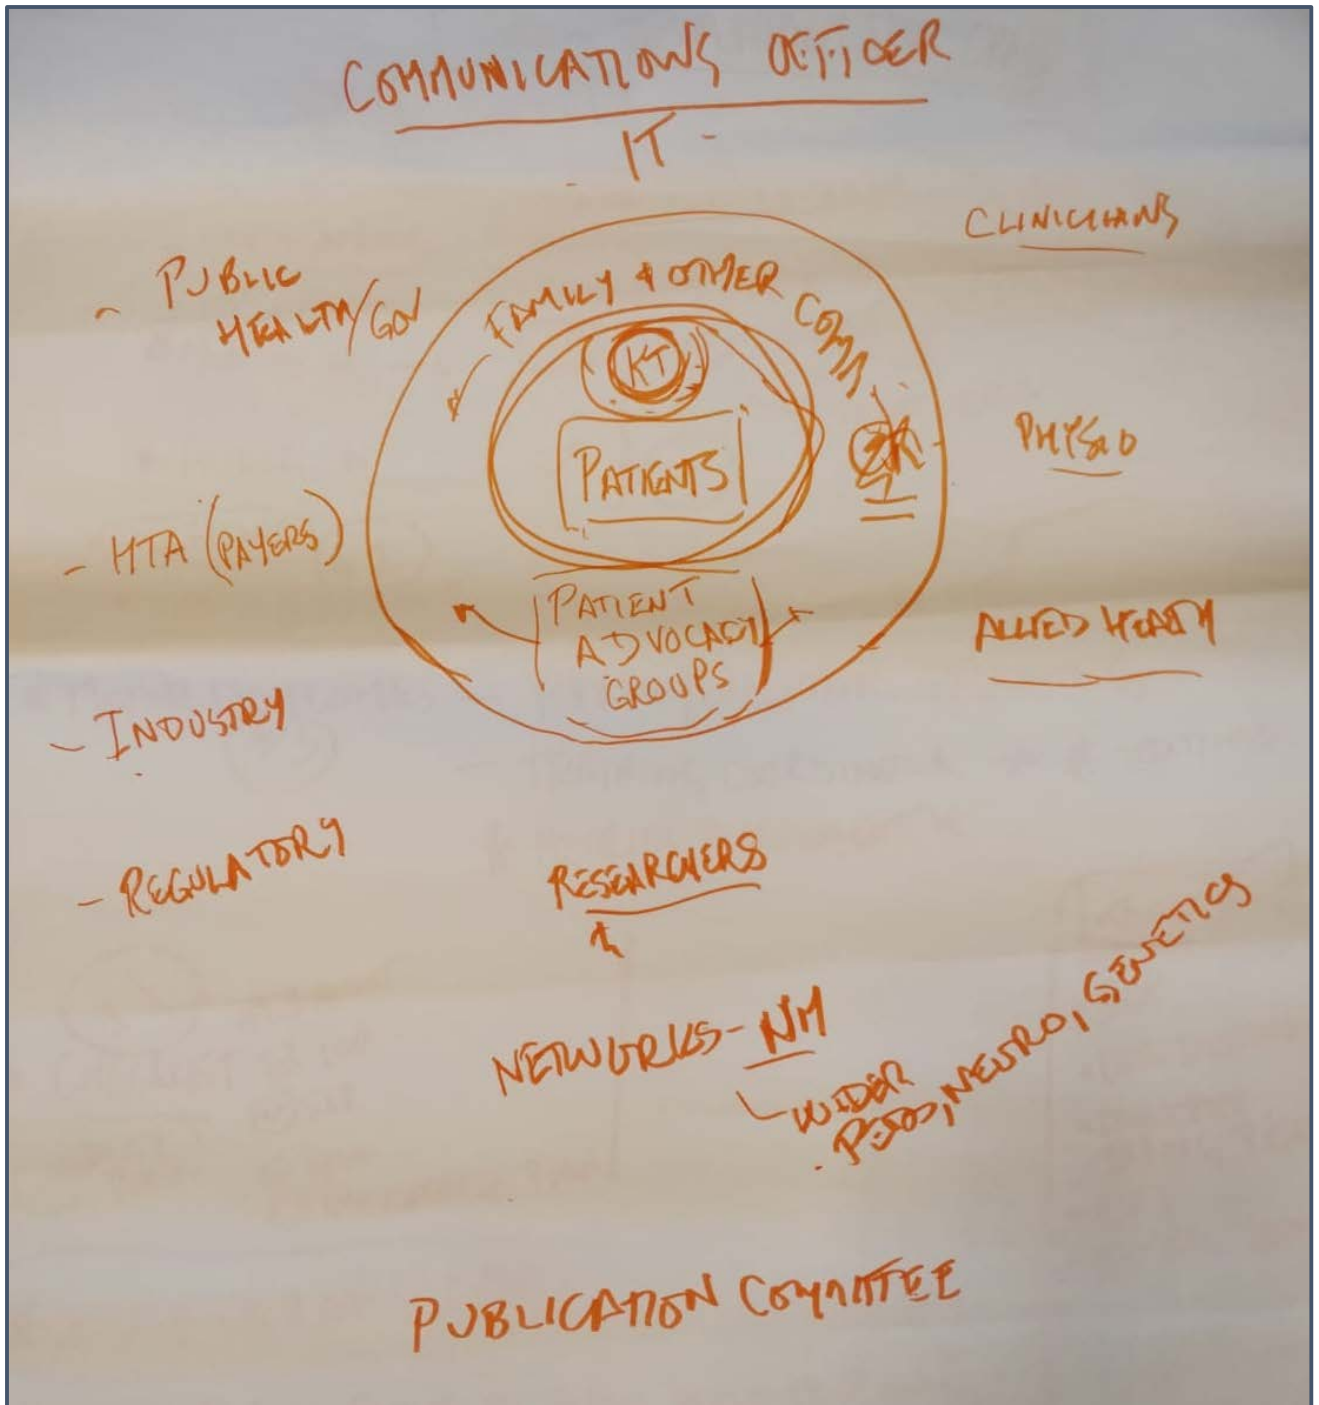 COMMUNICATIONS OFFICER
IT -
CLINICIANS
- PUBLIC
HEALTH/GOV
FAMILY & OTHER COMM
KT
PATIENTS
PHYSIO
- HTA (PAYERS)
PATIENT
ADVOCACY
GROUPS
ALLIED HEALTH
- INDUSTRY
- REGULATORY
RESEARCHERS
NETWORKS - NM
WIDER
PEDS, NEURO, GENETICS
PUBLICATION COMMITTEE